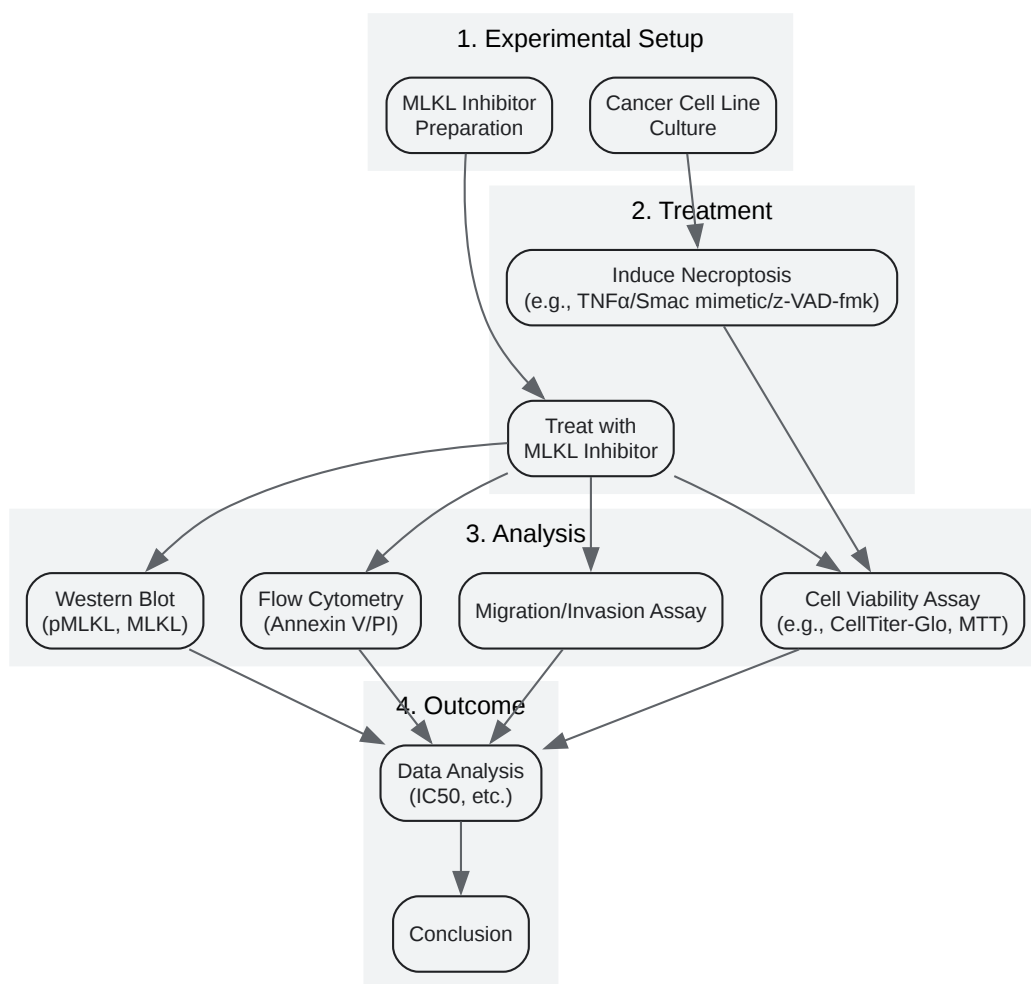 1. Experimental Setup
MLKL Inhibitor
Preparation
Cancer Cell Line
Culture
2. Treatment
Induce Necroptosis
(e.g., TNFα/Smac mimetic/z-VAD-fmk)
Treat with
MLKL Inhibitor
3. Analysis
Western Blot
(pMLKL, MLKL)
Flow Cytometry
(Annexin V/PI)
Migration/Invasion Assay
Cell Viability Assay
(e.g., CellTiter-Glo, MTT)
4. Outcome
Data Analysis
(IC50, etc.)
Conclusion